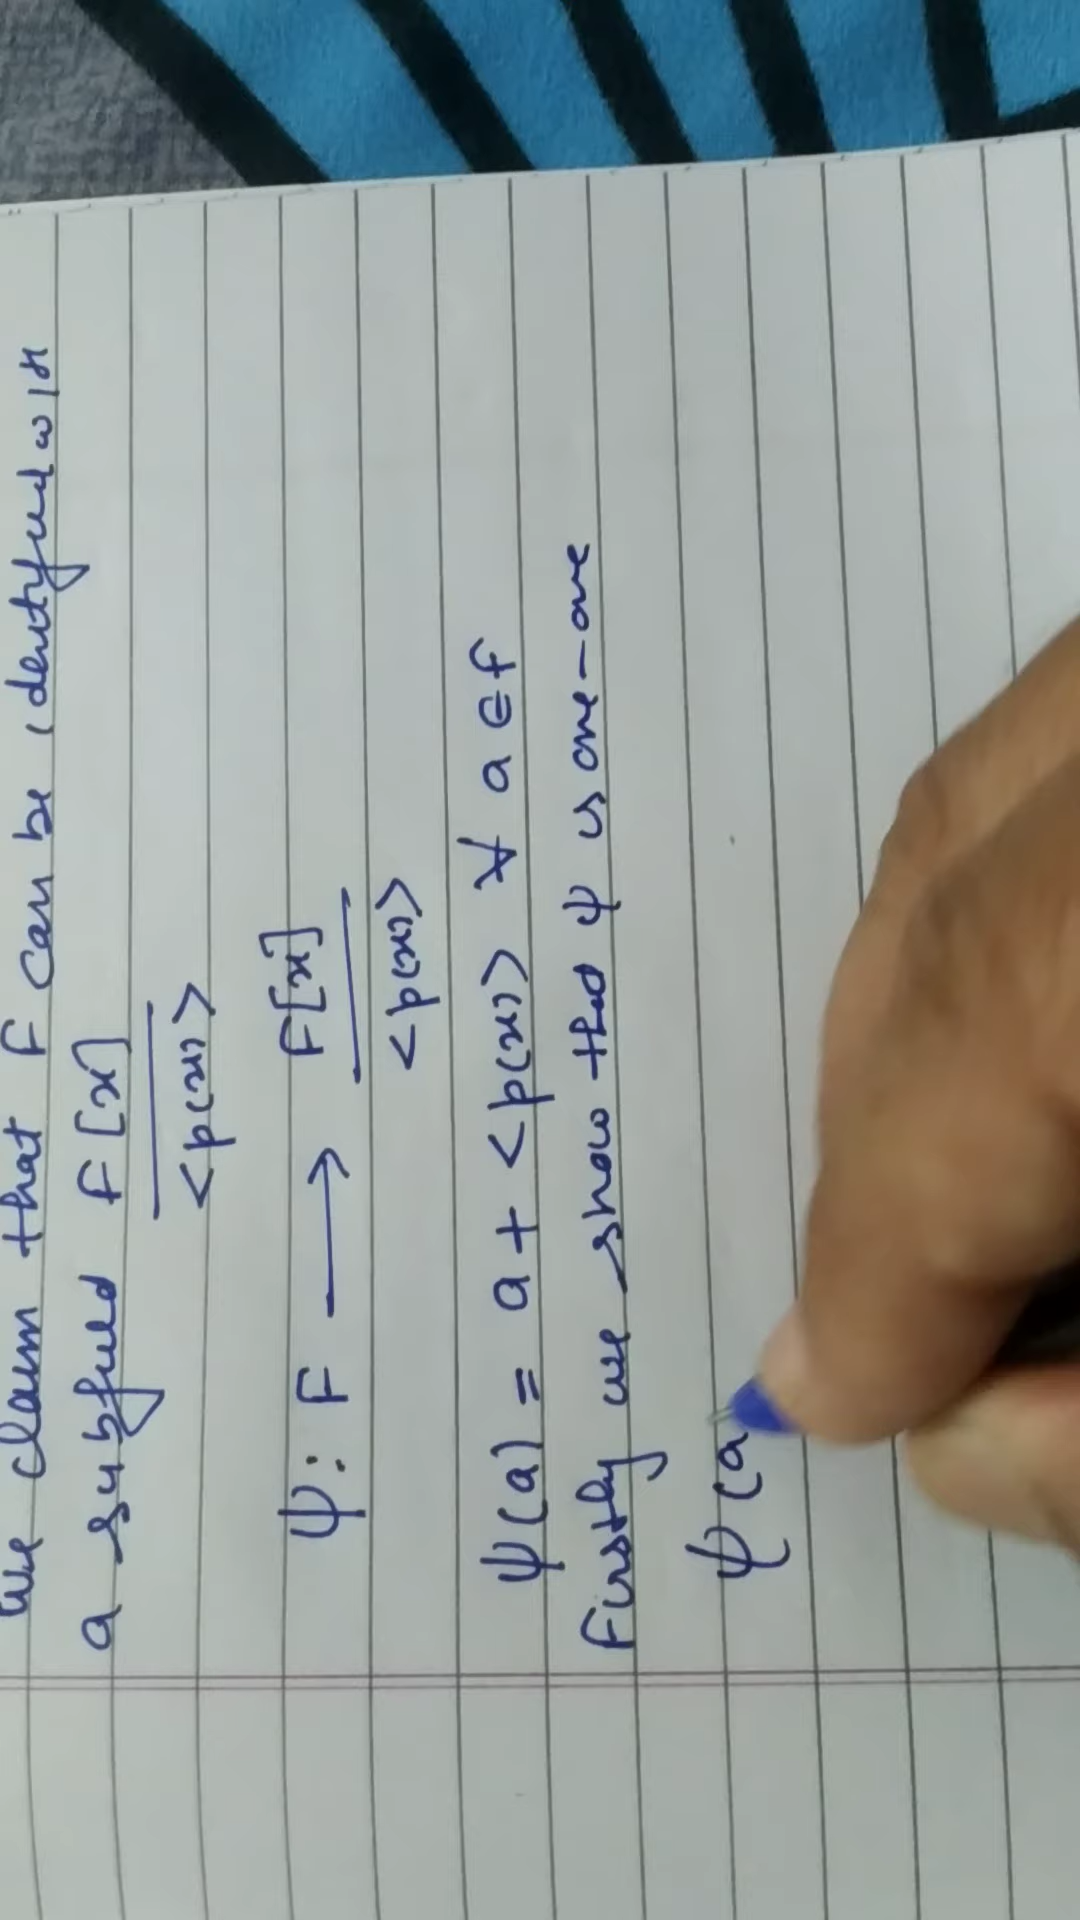 We claim that F can be identified with
a subfield F[x]
<p(x)>
ψ: F ⟶ F[x]
<p(x)>
ψ(a) = a + <p(x)> ∀ a ∈ F
Firstly we show that ψ is one-one
ψ(a